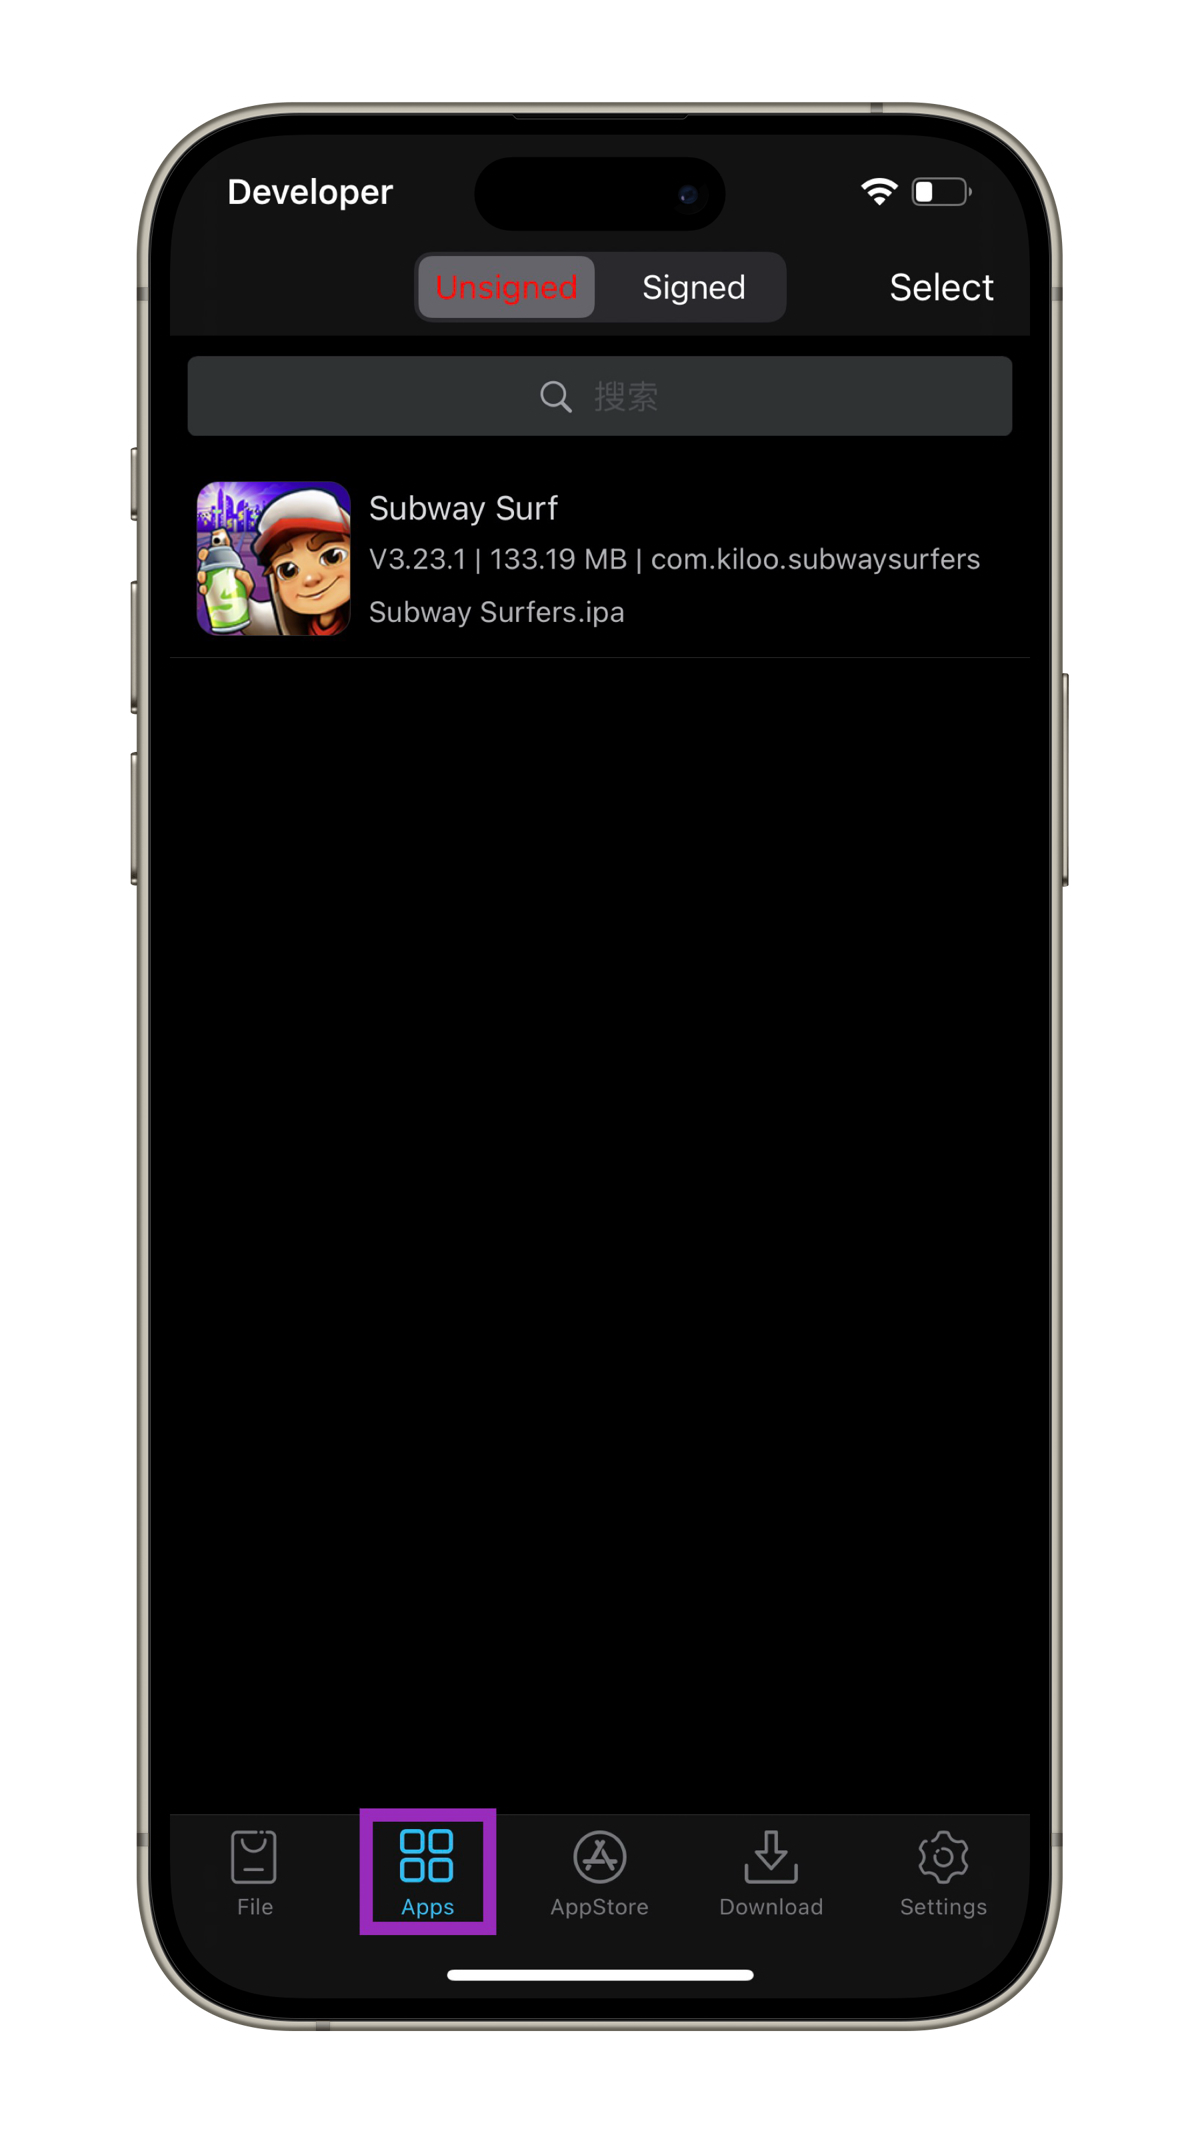 Developer
Unsigned Signed Select
搜索
Subway Surf
V3.23.1 | 133.19 MB | com.kiloo.subwaysurfers
Subway Surfers.ipa
File Apps AppStore Download Settings